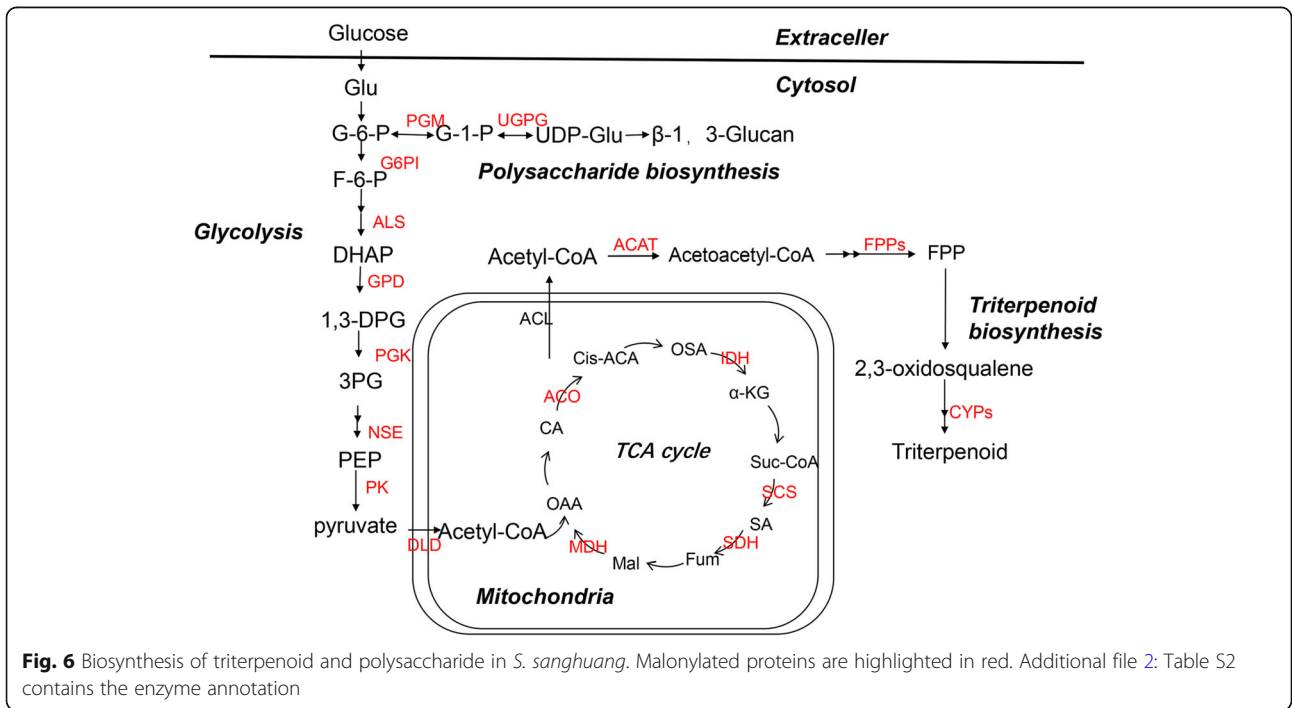 Glucose
Extraceller
Cytosol
Glu
PGM
UGPG
G-6-P
G-1-P
UDP-Glu
β-1, 3-Glucan
G6PI
Polysaccharide biosynthesis
F-6-P
ALS
Glycolysis
DHAP
Acetyl-CoA
ACAT
Acetoacetyl-CoA
FPPs
FPP
GPD
Triterpenoid
biosynthesis
1,3-DPG
ACL
PGK
Cis-ACA
OSA
IDH
2,3-oxidosqualene
3PG
ACO
α-KG
CYPs
NSE
CA
TCA cycle
Triterpenoid
PEP
Suc-CoA
PK
SCS
OAA
pyruvate
Acetyl-CoA
SA
DLD
MDH
SDH
Mal
Fum
Mitochondria
Fig. 6 Biosynthesis of triterpenoid and polysaccharide in S. sanghuang. Malonylated proteins are highlighted in red. Additional file 2: Table S2
contains the enzyme annotation